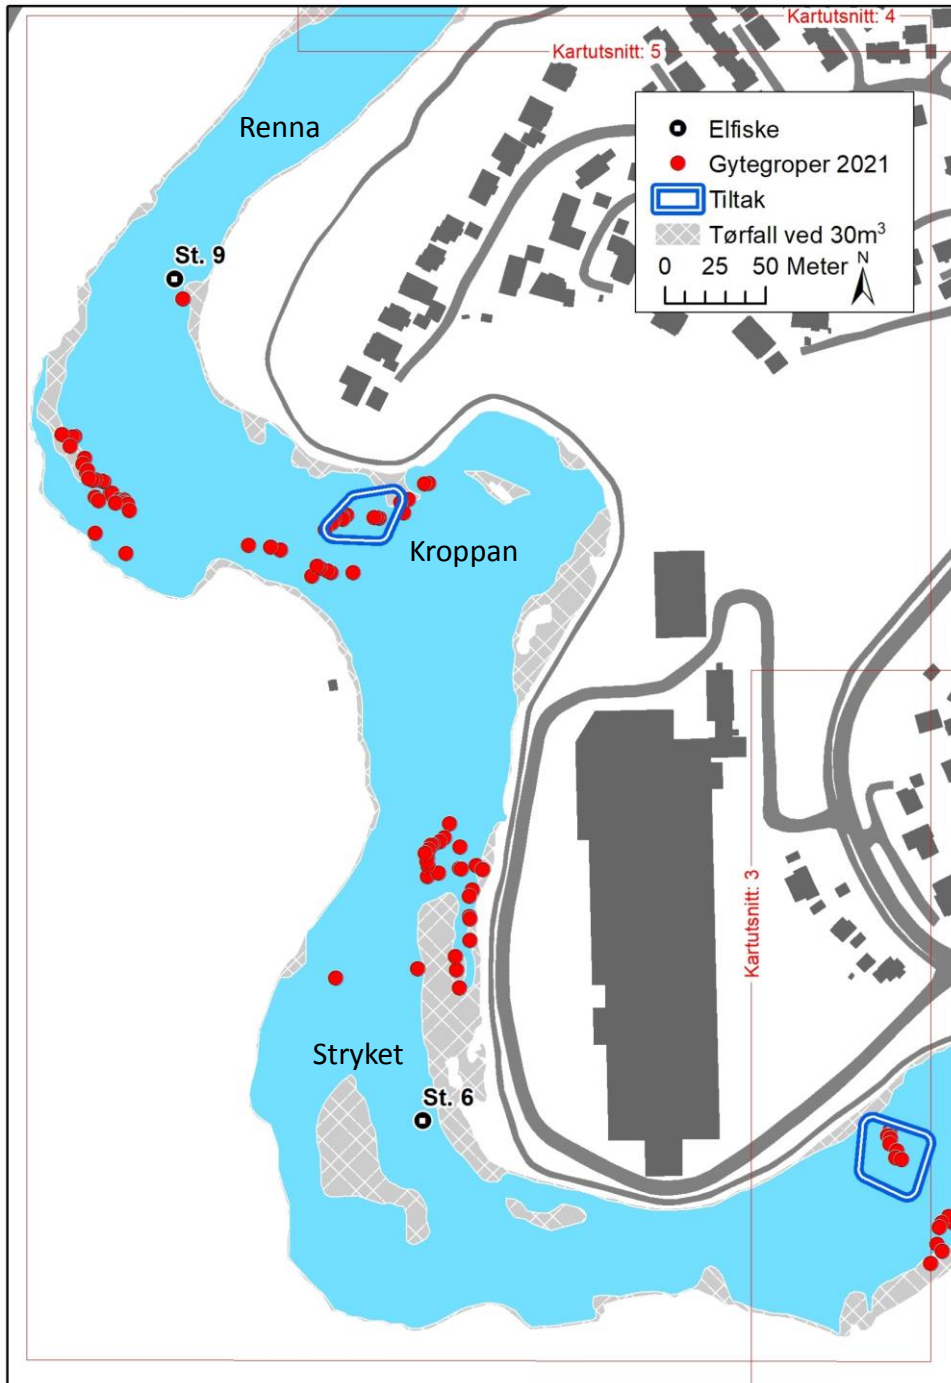 Kartutsnitt: 4
Kartutsnitt: 5
Renna
Elfiske
Gytegroper 2021
Tiltak
Tørfall ved 30m³
0 25 50 Meter
N
St. 9
Kroppan
Kartutsnitt: 3
Stryket
St. 6